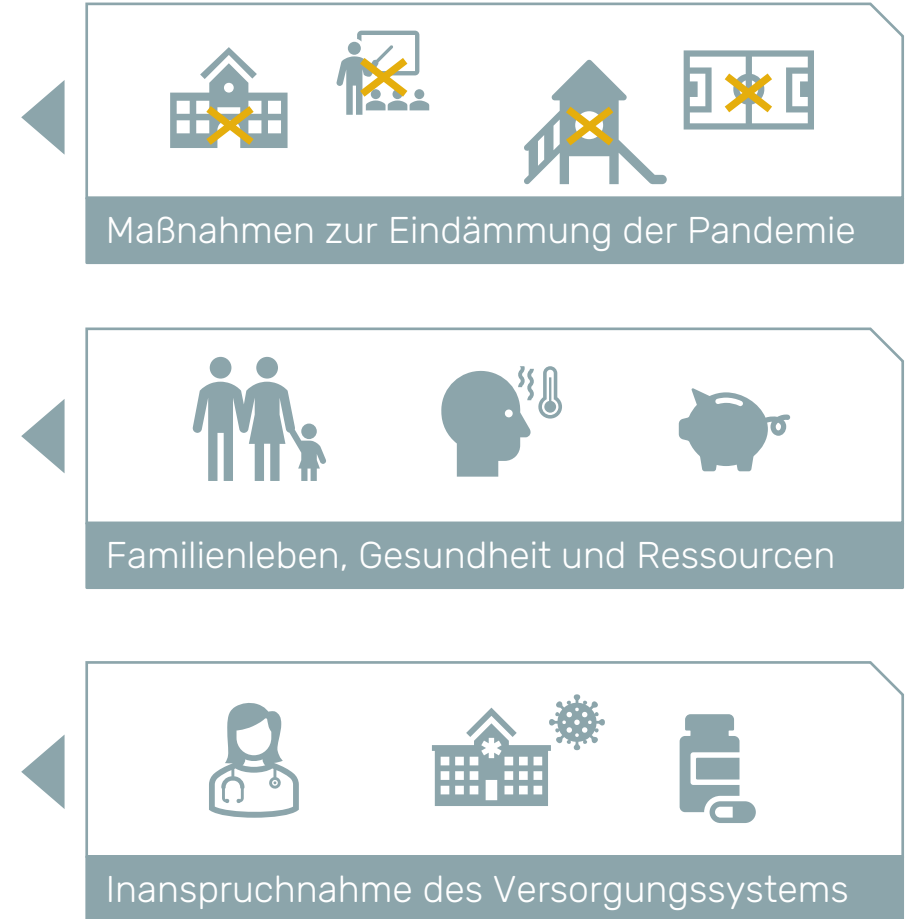 Maßnahmen zur Eindämmung der Pandemie
Familienleben, Gesundheit und Ressourcen
Inanspruchnahme des Versorgungssystems